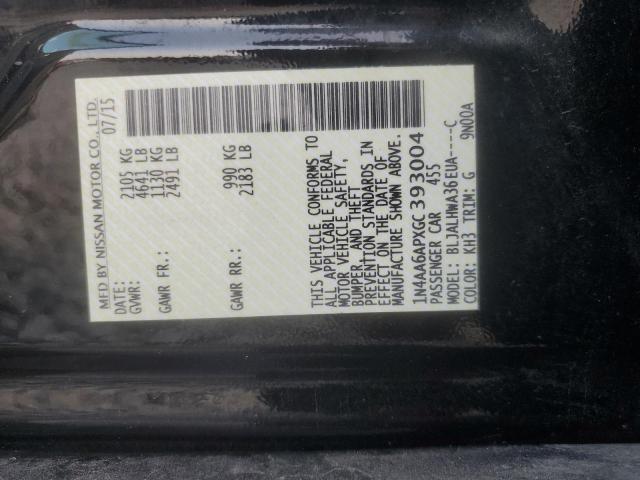 MFD BY NISSAN MOTOR CO., LTD.
DATE: 07/15
GVWR: 2105 KG
4641 LB
GAWR FR: 1130 KG
2491 LB
GAWR RR: 990 KG
2183 LB
THIS VEHICLE CONFORMS TO
ALL APPLICABLE FEDERAL
MOTOR VEHICLE SAFETY,
BUMPER, AND THEFT
PREVENTION STANDARDS IN
EFFECT ON THE DATE OF
MANUFACTURE SHOWN ABOVE.
1N4AA6APXGC393004
PASSENGER CAR 455
MODEL: BLJALHWA36EUA----C
COLOR: KH3 TRIM: G 9N00A